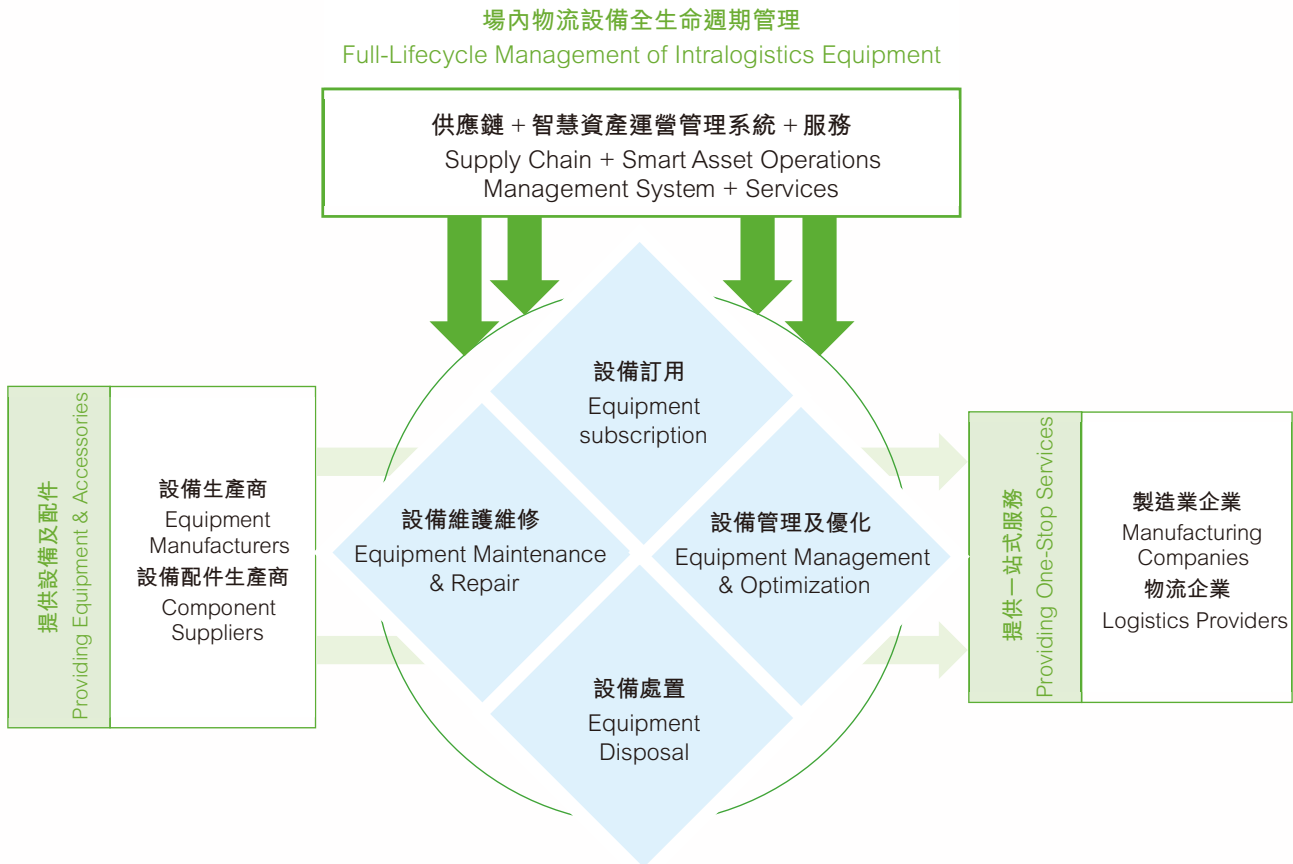 場內物流設備全生命週期管理
Full-Lifecycle Management of Intralogistics Equipment
供應鏈 + 智慧資產運營管理系統 + 服務
Supply Chain + Smart Asset Operations
Management System + Services
提供設備及配件
Providing Equipment & Accessories
設備生產商
Equipment
Manufacturers
設備配件生產商
Component
Suppliers
設備訂用
Equipment
subscription
設備維護維修
Equipment Maintenance
& Repair
設備管理及優化
Equipment Management
& Optimization
設備處置
Equipment
Disposal
提供一站式服務
Providing One-Stop Services
製造業企業
Manufacturing
Companies
物流企業
Logistics Providers